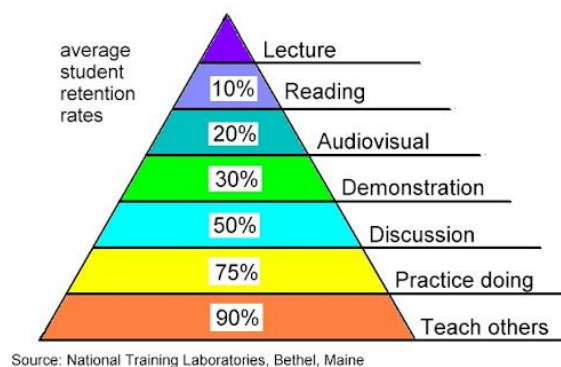 average
student
retention
rates
Lecture
10% Reading
20% Audiovisual
30% Demonstration
50% Discussion
75% Practice doing
90% Teach others
Source: National Training Laboratories, Bethel, Maine